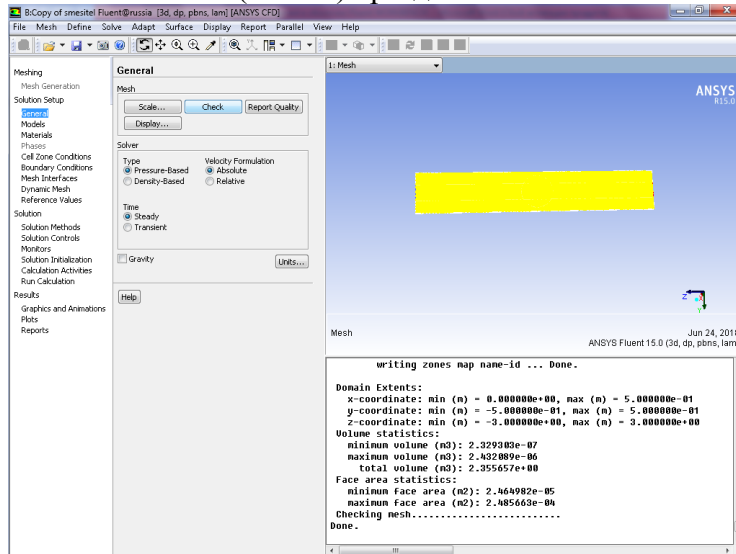 B:Copy of smesitel Fluent@russia [3d, dp, pbns, lam] [ANSYS CFD]
File Mesh Define Solve Adapt Surface Display Report Parallel View Help
Meshing
Mesh Generation
Solution Setup
General
Models
Materials
Phases
Cell Zone Conditions
Boundary Conditions
Mesh Interfaces
Dynamic Mesh
Reference Values
Solution
Solution Methods
Solution Controls
Monitors
Solution Initialization
Calculation Activities
Run Calculation
Results
Graphics and Animations
Plots
Reports
General
Mesh
Scale... Check Report Quality
Display...
Solver
Type Velocity Formulation
Pressure-Based Absolute
Density-Based Relative
Time
Steady
Transient
Gravity Units...
Help
1: Mesh
ANSYS
R15.0
Z X
Y
Mesh
Jun 24, 201
ANSYS Fluent 15.0 (3d, dp, pbns, lam
writing zones map name-id ... Done.
Domain Extents:
x-coordinate: min (m) = 0.000000e+00, max (m) = 5.000000e-01
y-coordinate: min (m) = -5.000000e-01, max (m) = 5.000000e-01
z-coordinate: min (m) = -3.000000e+00, max (m) = 3.000000e+00
Volume statistics:
minimum volume (m3): 2.329303e-07
maximum volume (m3): 2.432089e-06
total volume (m3): 2.355657e+00
Face area statistics:
minimum face area (m2): 2.464982e-05
maximum face area (m2): 2.485663e-04
Checking mesh.........................
Done.